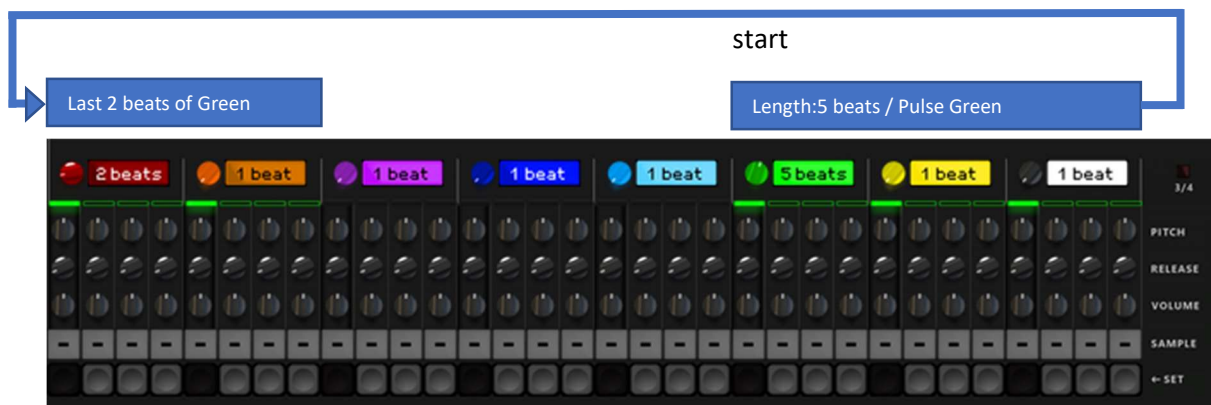 start
Last 2 beats of Green
Length:5 beats / Pulse Green
2 beats 1 beat 1 beat 1 beat 1 beat 5 beats 1 beat 1 beat
3/4
PITCH
RELEASE
VOLUME
- - - - - - - - - - - - - - - - - - - - - - - - - - - - - - - - SAMPLE
← SET